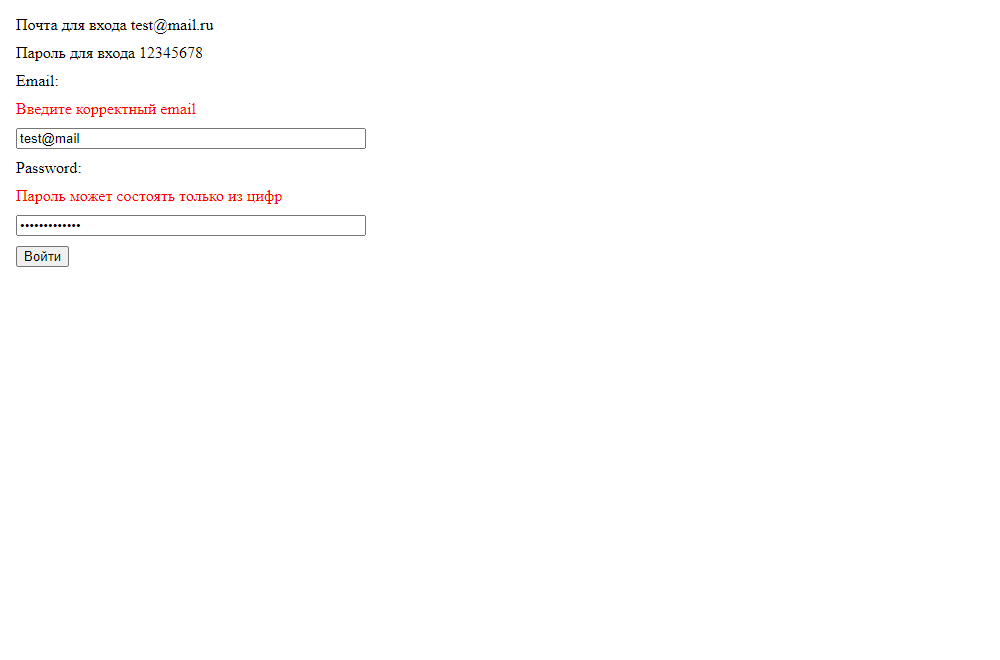 Почта для входа test@mail.ru
Пароль для входа 12345678
Email:
Введите корректный email
test@mail
Password:
Пароль может состоять только из цифр
•••••••••••••
Войти